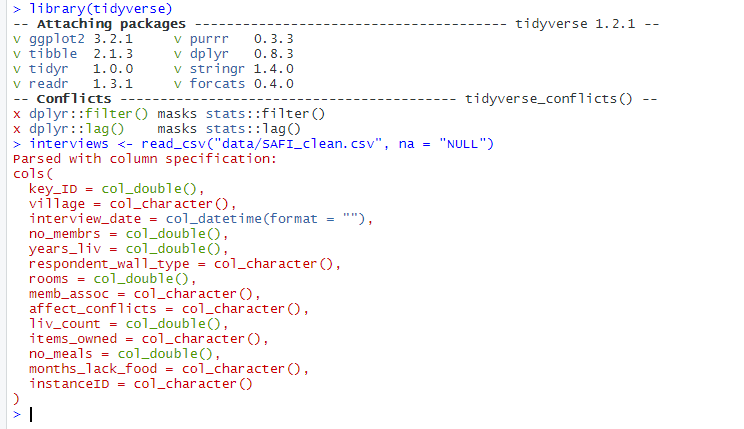 > library(tidyverse)
-- Attaching packages --------------------------------------- tidyverse 1.2.1 --
v ggplot2 3.2.1     v purrr   0.3.3
v tibble  2.1.3     v dplyr   0.8.3
v tidyr   1.0.0     v stringr 1.4.0
v readr   1.3.1     v forcats 0.4.0
-- Conflicts ------------------------------------------ tidyverse_conflicts() --
x dplyr::filter() masks stats::filter()
x dplyr::lag()    masks stats::lag()
> interviews <- read_csv("data/SAFI_clean.csv", na = "NULL")
Parsed with column specification:
cols(
  key_ID = col_double(),
  village = col_character(),
  interview_date = col_datetime(format = ""),
  no_membrs = col_double(),
  years_liv = col_double(),
  respondent_wall_type = col_character(),
  rooms = col_double(),
  memb_assoc = col_character(),
  affect_conflicts = col_character(),
  liv_count = col_double(),
  items_owned = col_character(),
  no_meals = col_double(),
  months_lack_food = col_character(),
  instanceID = col_character()
)
>